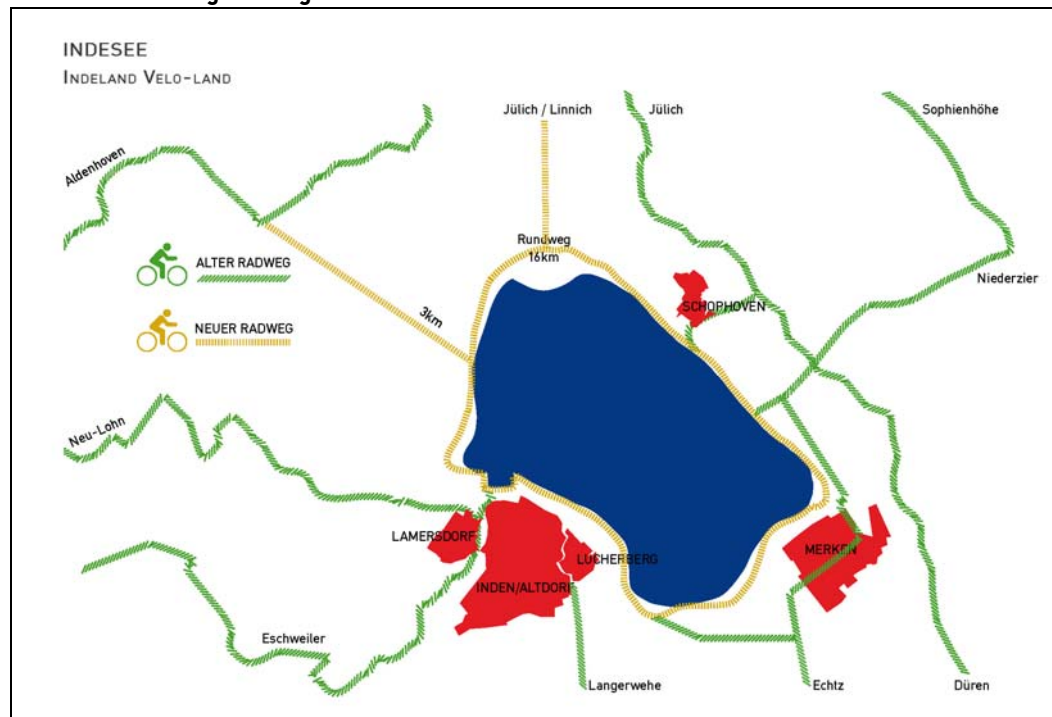 INDESEE
INDELAND VELO-LAND
Jülich / Linnich
Jülich
Sophienhöhe
Aldenhoven
Rundweg
16km
ALTER RADWEG
Niederzier
SCHOPHOVEN
3km
NEUER RADWEG
Neu-Lohn
LAMERSDORF
LUCHERBERG
MERKEN
INDEN/ALTDORF
Eschweiler
Langerwehe
Echtz
Düren